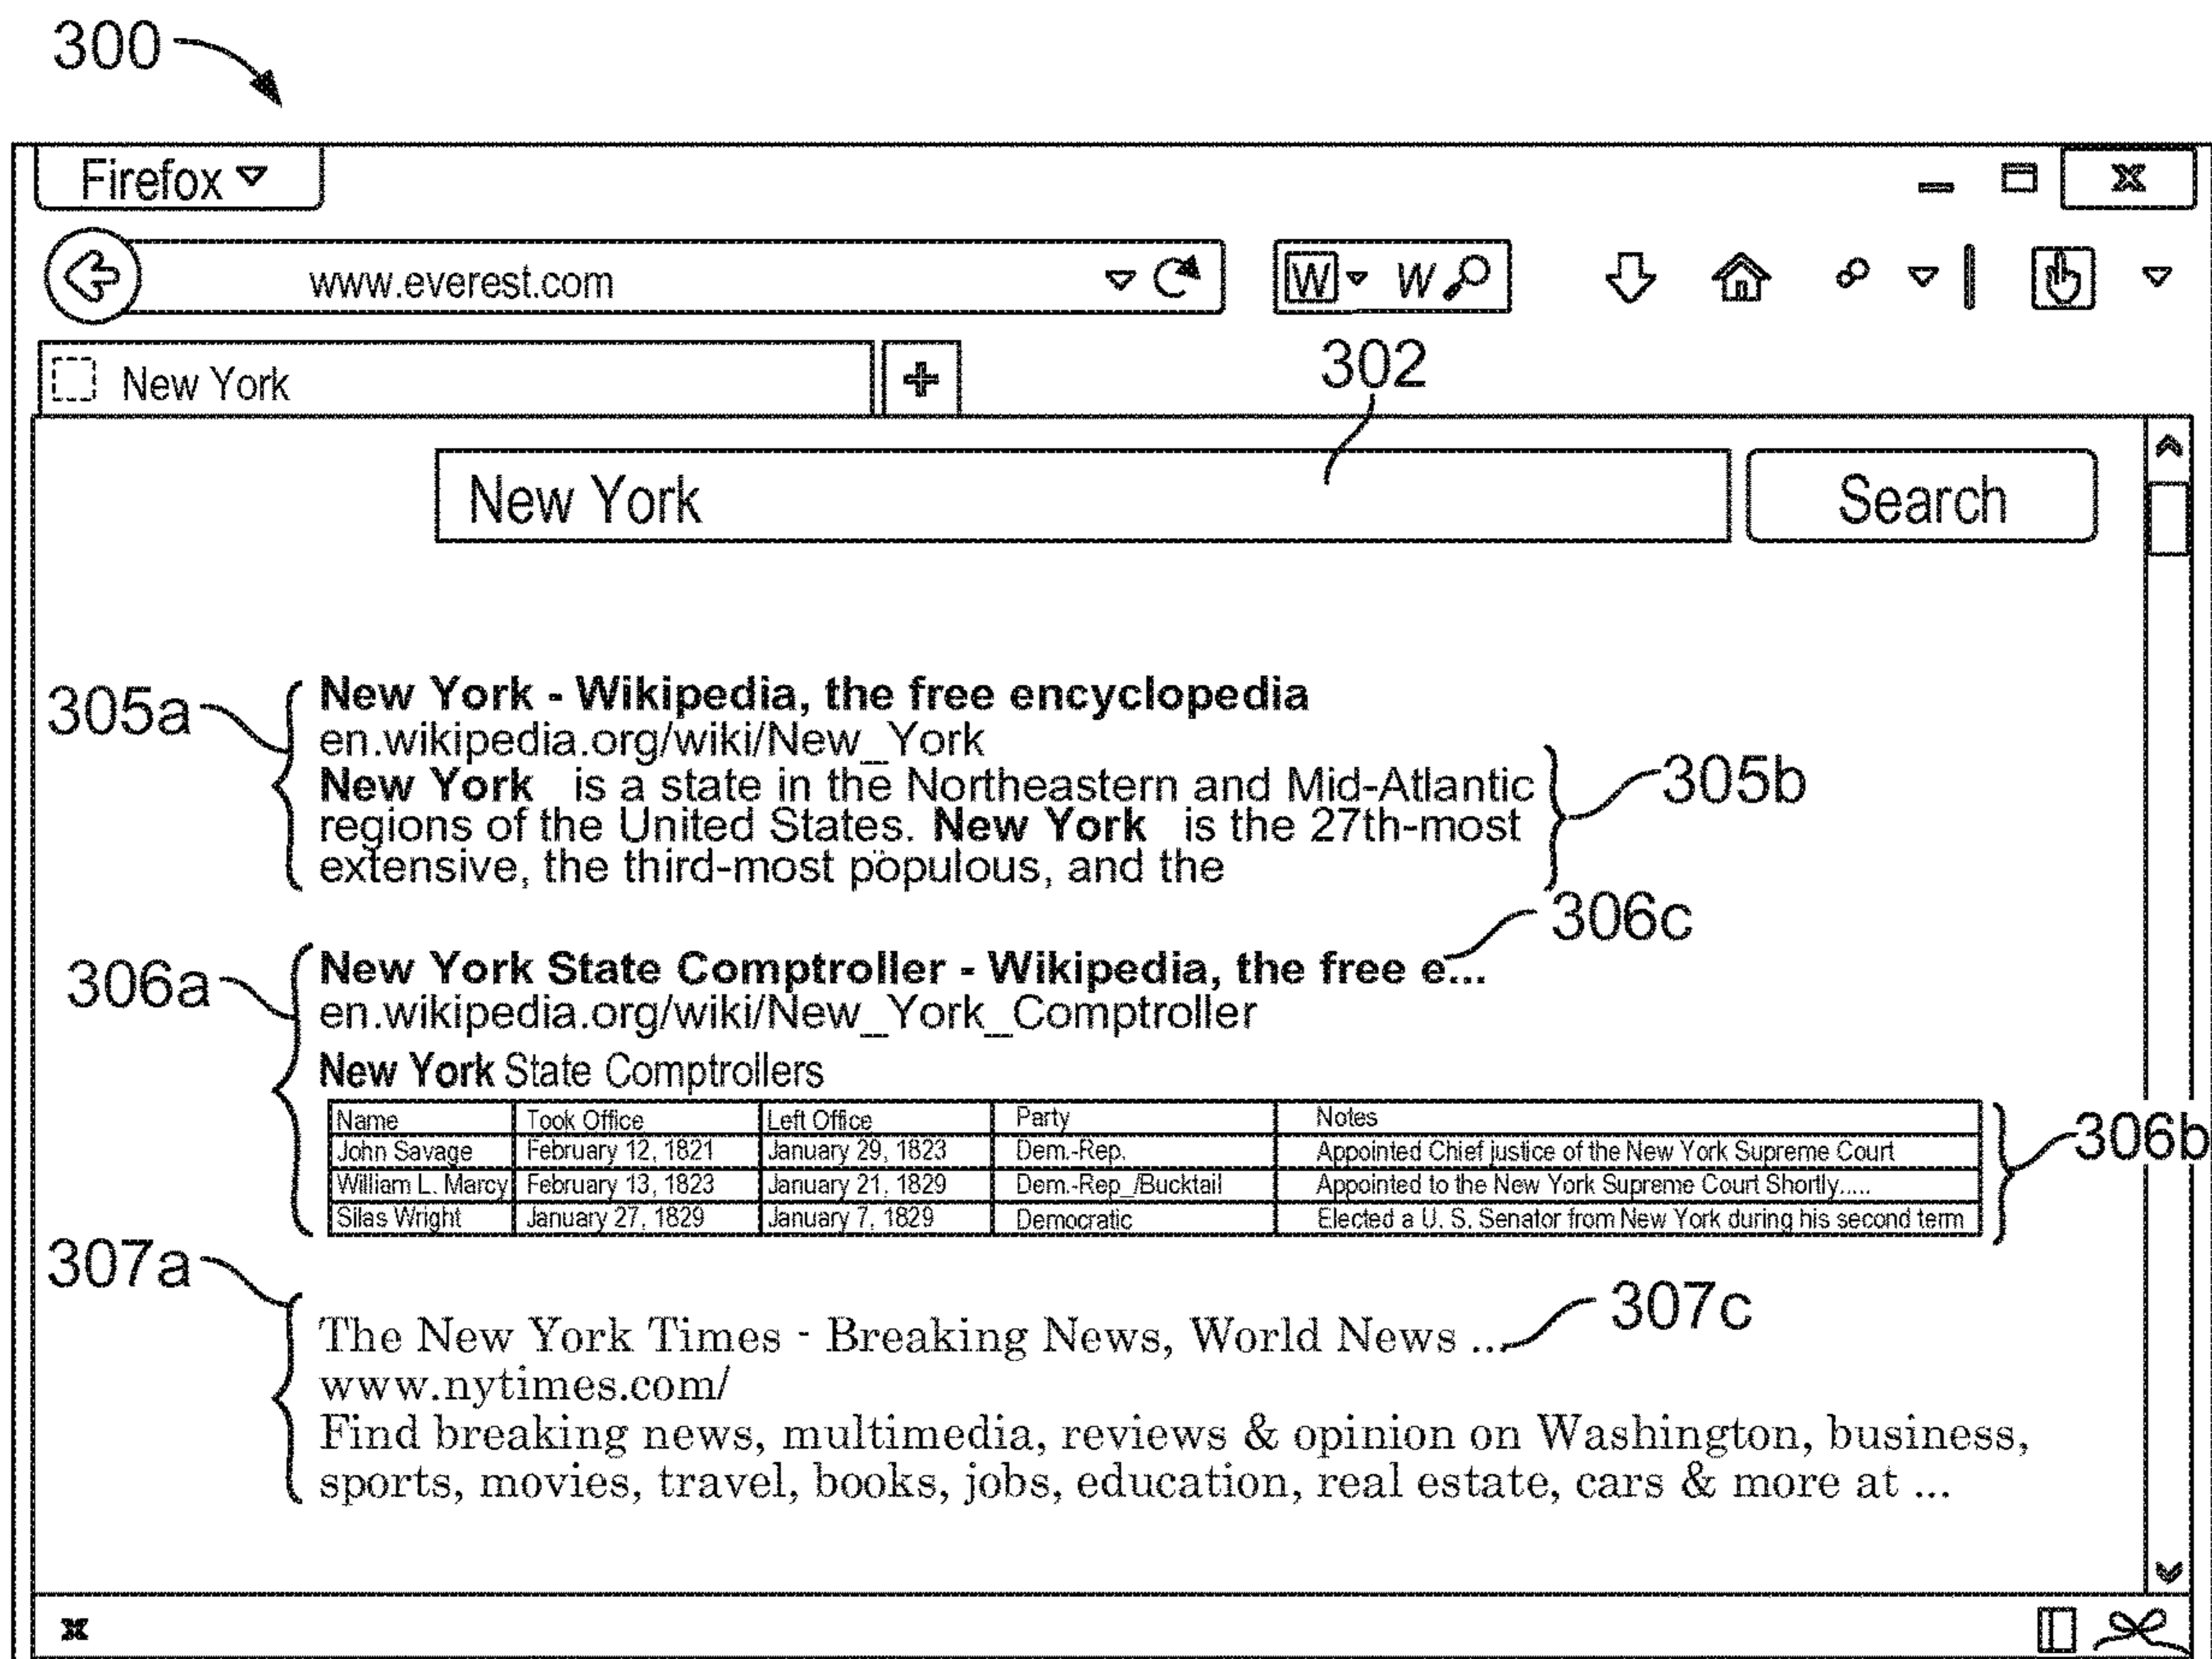 300
Firefox
www.everest.com W W
New York
302
New York Search
305a
New York - Wikipedia, the free encyclopedia
en.wikipedia.org/wiki/New_York
New York is a state in the Northeastern and Mid-Atlantic
regions of the United States. New York is the 27th-most
extensive, the third-most populous, and the
305b
306c
306a
New York State Comptroller - Wikipedia, the free e...
en.wikipedia.org/wiki/New_York_Comptroller
New York State Comptrollers
Name Took Office Left Office Party Notes
John Savage February 12, 1821 January 29, 1823 Dem.-Rep. Appointed Chief justice of the New York Supreme Court
William L. Marcy February 13, 1823 January 21, 1829 Dem.-Rep_/Bucktail Appointed to the New York Supreme Court Shortly.....
Silas Wright January 27, 1829 January 7, 1829 Democratic Elected a U. S. Senator from New York during his second term
306b
307a
307c
The New York Times - Breaking News, World News ...
www.nytimes.com/
Find breaking news, multimedia, reviews & opinion on Washington, business,
sports, movies, travel, books, jobs, education, real estate, cars & more at ...